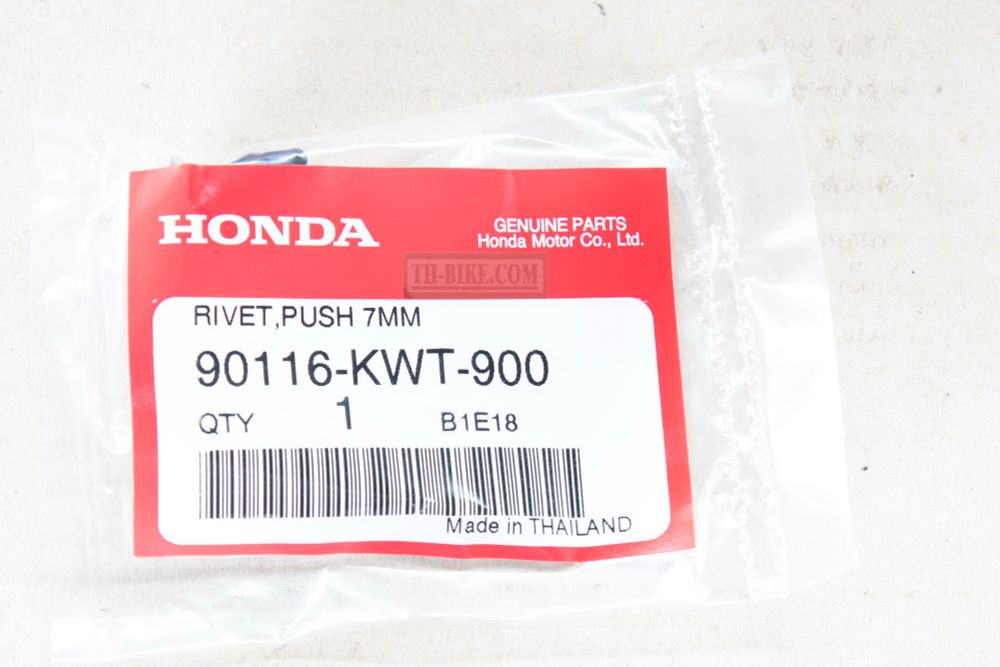 HONDA
GENUINE PARTS
Honda Motor Co., Ltd.
TH-BIKE.COM
RIVET,PUSH 7MM
90116-KWT-900
QTY 1 B1E18
Made in THAILAND